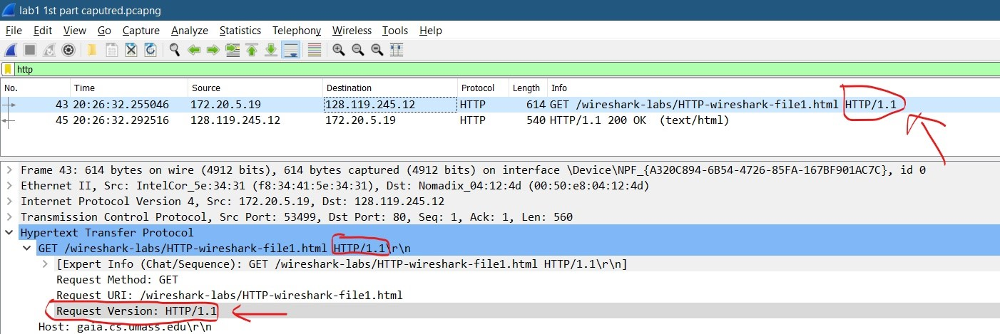 lab1 1st part caputred.pcapng
File Edit View Go Capture Analyze Statistics Telephony Wireless Tools Help
http
No. Time Source Destination Protocol Length Info
43 20:26:32.255046 172.20.5.19 128.119.245.12 HTTP 614 GET /wireshark-labs/HTTP-wireshark-file1.html HTTP/1.1
45 20:26:32.292516 128.119.245.12 172.20.5.19 HTTP 540 HTTP/1.1 200 OK (text/html)
Frame 43: 614 bytes on wire (4912 bits), 614 bytes captured (4912 bits) on interface \Device\NPF_{A320C894-6B54-4726-85FA-167BF901AC7C}, id 0
Ethernet II, Src: IntelCor_5e:34:31 (f8:34:41:5e:34:31), Dst: Nomadix_04:12:4d (00:50:e8:04:12:4d)
Internet Protocol Version 4, Src: 172.20.5.19, Dst: 128.119.245.12
Transmission Control Protocol, Src Port: 53499, Dst Port: 80, Seq: 1, Ack: 1, Len: 560
Hypertext Transfer Protocol
GET /wireshark-labs/HTTP-wireshark-file1.html HTTP/1.1\r\n
[Expert Info (Chat/Sequence): GET /wireshark-labs/HTTP-wireshark-file1.html HTTP/1.1\r\n]
Request Method: GET
Request URI: /wireshark-labs/HTTP-wireshark-file1.html
Request Version: HTTP/1.1
Host: gaia.cs.umass.edu\r\n